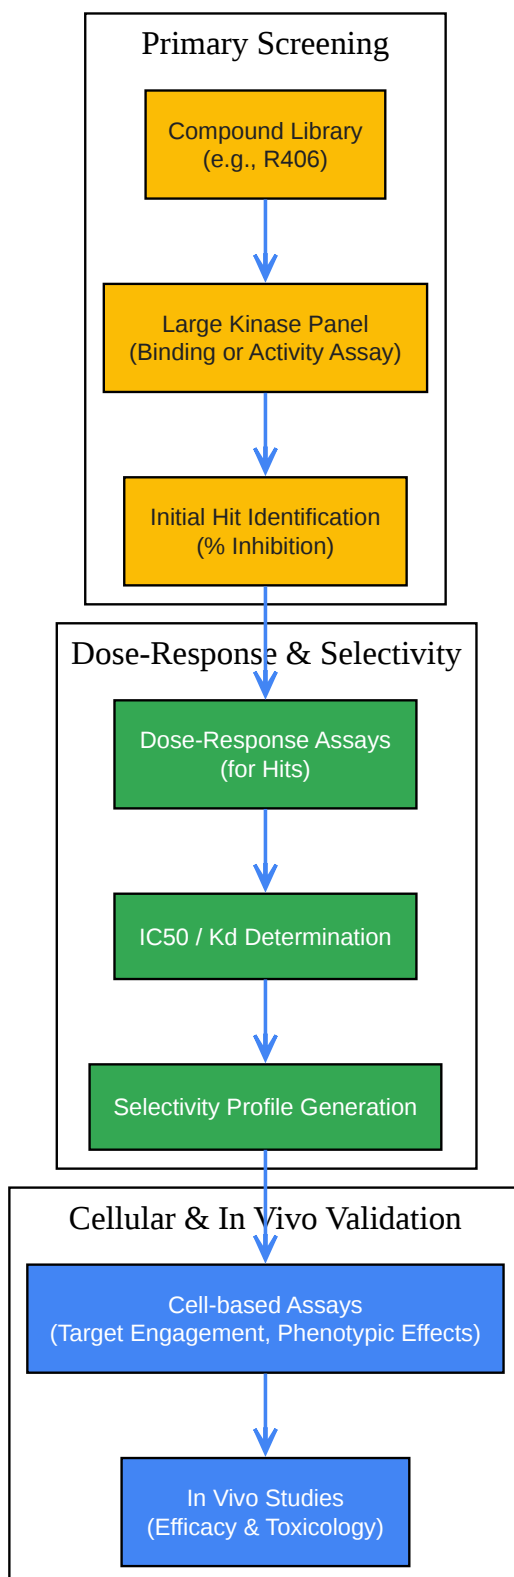 Primary Screening
Compound Library
(e.g., R406)
Large Kinase Panel
(Binding or Activity Assay)
Initial Hit Identification
(% Inhibition)
Dose-Response & Selectivity
Dose-Response Assays
(for Hits)
IC50 / Kd Determination
Selectivity Profile Generation
Cellular & In Vivo Validation
Cell-based Assays
(Target Engagement, Phenotypic Effects)
In Vivo Studies
(Efficacy & Toxicology)